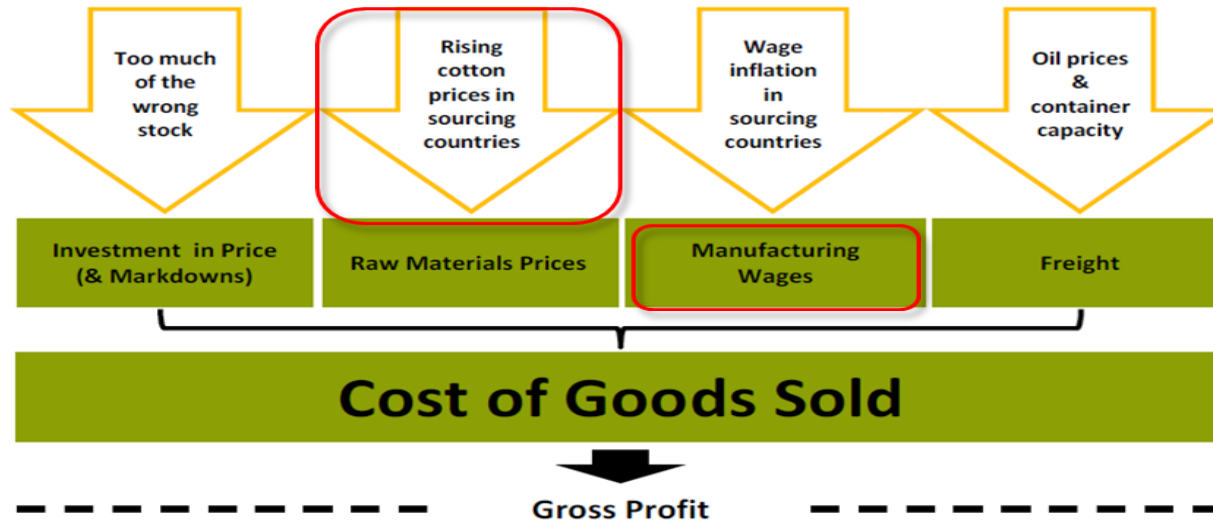 Too much
of the
wrong
stock
Rising
cotton
prices in
sourcing
countries
Wage
inflation
in
sourcing
countries
Oil prices
&
container
capacity
Investment in Price
(& Markdowns)
Raw Materials Prices
Manufacturing
Wages
Freight
Cost of Goods Sold
Gross Profit